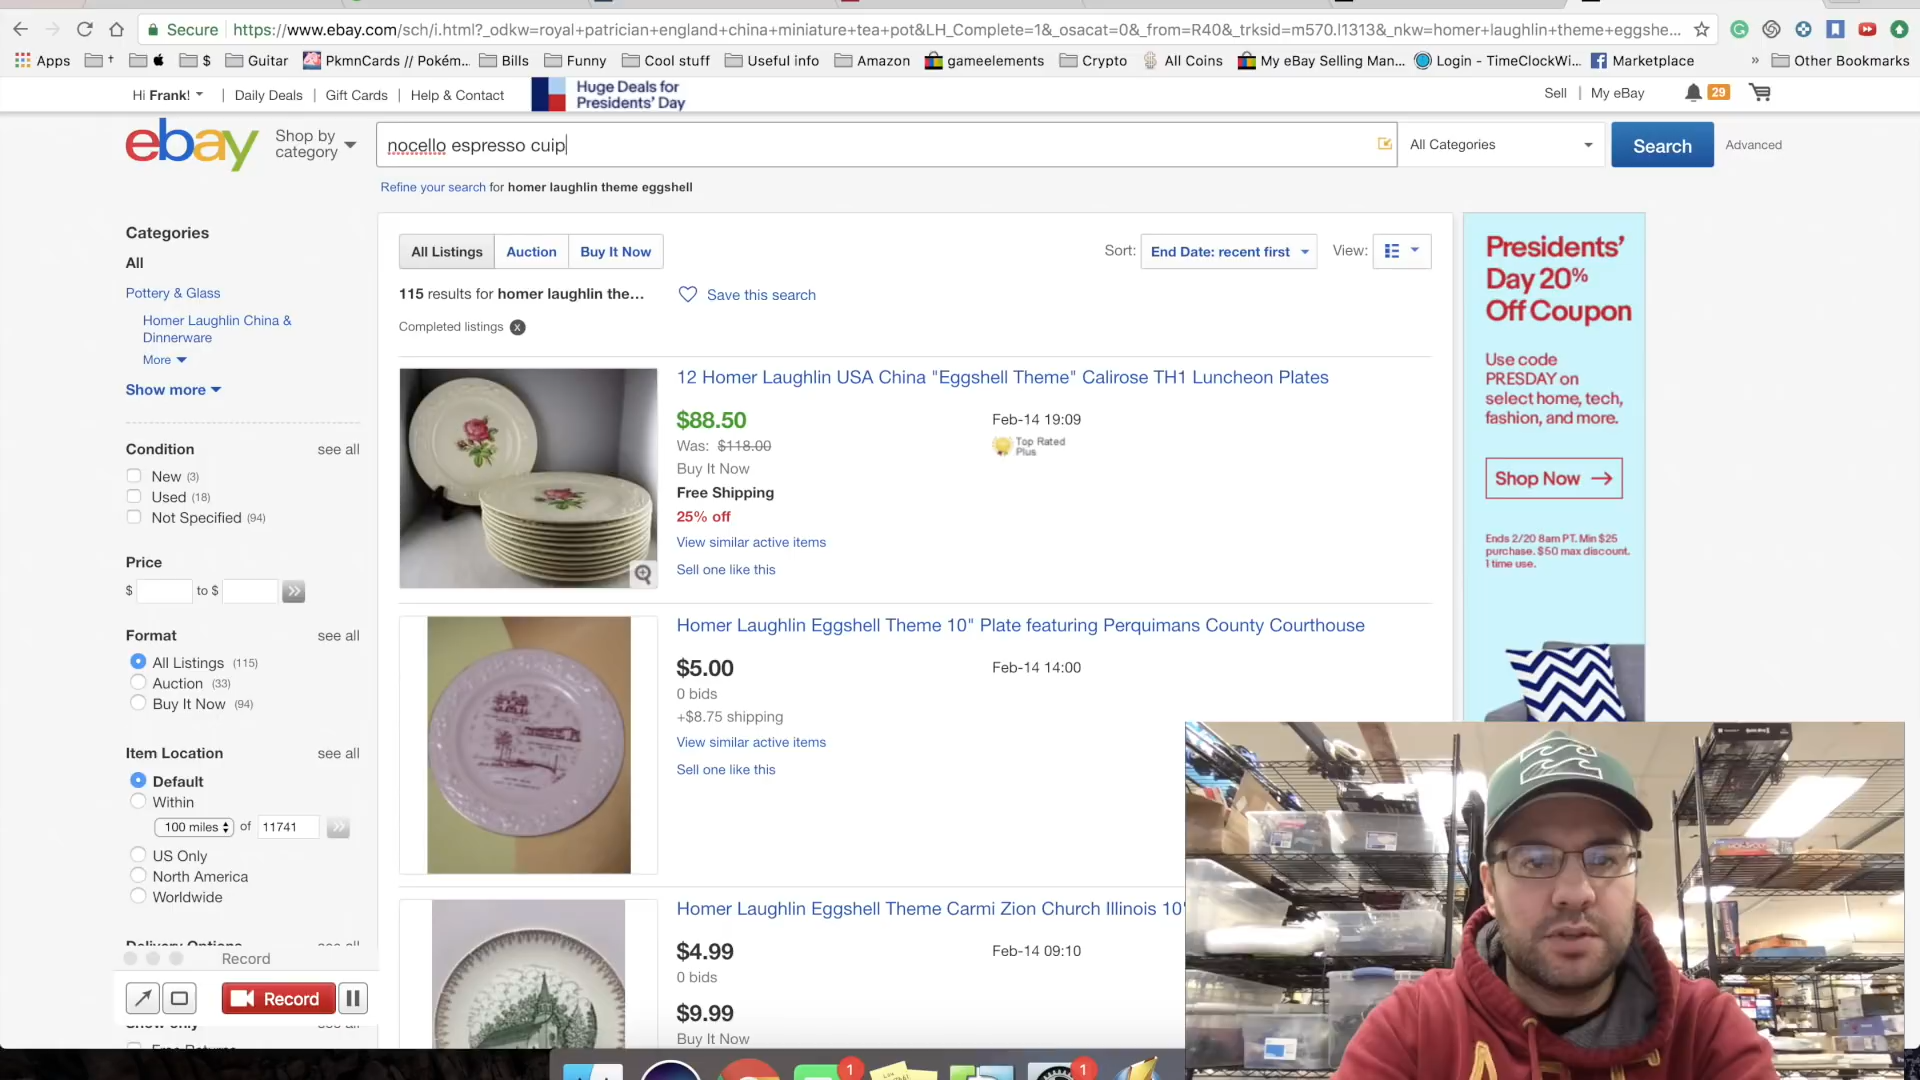 Secure https://www.ebay.com/sch/i.html?_odkw=royal+patrician+england+china+miniature+tea+pot&LH_Complete=1&_osacat=0&_from=R40&_trksid=m570.l1313&_nkw=homer+laughlin+theme+eggshe...
Apps † $ Guitar PkmnCards // Pokém... Bills Funny Cool stuff Useful info Amazon gameelements Crypto All Coins My eBay Selling Man... Login - TimeClockWi... Marketplace » Other Bookmarks
Hi Frank! Daily Deals Gift Cards Help & Contact
Huge Deals for
Presidents' Day
Sell My eBay 29
ebay
Shop by
category
nocello espresso cuip
All Categories
Search
Advanced
Refine your search for homer laughlin theme eggshell
Categories
All
Pottery & Glass
Homer Laughlin China &
Dinnerware
More
Show more
Condition see all
New (3)
Used (18)
Not Specified (94)
Price
$ to $
Format see all
All Listings (115)
Auction (33)
Buy It Now (94)
Item Location see all
Default
Within
100 miles of 11741
US Only
North America
Worldwide
Delivery Options see all
Record
Record
Show only see all
Free Returns
All Listings Auction Buy It Now
Sort: End Date: recent first View:
115 results for homer laughlin the... Save this search
Completed listings x
12 Homer Laughlin USA China "Eggshell Theme" Calirose TH1 Luncheon Plates
$88.50 Feb-14 19:09
Was: $118.00 Top Rated
Plus
Buy It Now
Free Shipping
25% off
View similar active items
Sell one like this
Homer Laughlin Eggshell Theme 10" Plate featuring Perquimans County Courthouse
$5.00 Feb-14 14:00
0 bids
+$8.75 shipping
View similar active items
Sell one like this
Homer Laughlin Eggshell Theme Carmi Zion Church Illinois 10"
$4.99 Feb-14 09:10
0 bids
$9.99
Buy It Now
Presidents'
Day 20%
Off Coupon
Use code
PRESDAY on
select home, tech,
fashion, and more.
Shop Now
Ends 2/20 8am PT. Min $25
purchase. $50 max discount.
1 time use.
1
1